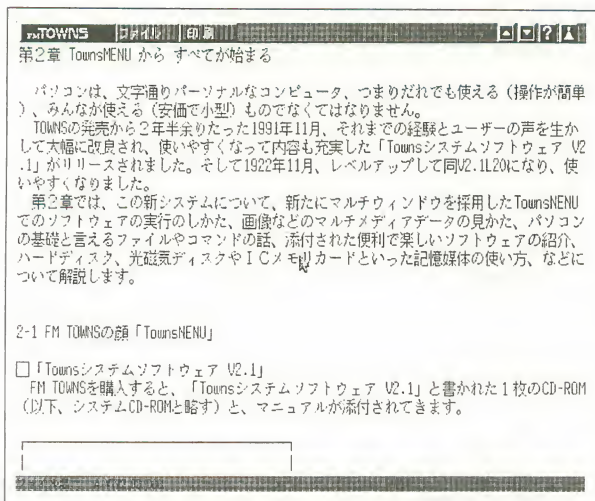 FMTOWNS ファイル 印刷
第2章 TownsMENU から すべてが始まる
パソコンは、文字通りパーソナルなコンピュータ、つまりだれでも使える（操作が簡単
）、みんなが使える（安価で小型）ものでなくてはなりません。
TOWNSの発売から２年半余りたった1991年11月、それまでの経験とユーザーの声を生か
して大幅に改良され、使いやすくなって内容も充実した「Townsシステムソフトウェア V2
.1」がリリースされました。そして1922年11月、レベルアップして同V2.1L20になり、使
いやすくなりました。
第２章では、この新システムについて、新たにマルチウィンドウを採用したTownsNENU
でのソフトウェアの実行のしかた、画像などのマルチメディアデータの見かた、パソコン
の基礎と言えるファイルやコマンドの話、添付された便利で楽しいソフトウェアの紹介、
ハードディスク、光磁気ディスクやＩＣメモリカードといった記憶媒体の使い方、などに
ついて解説します。
2-1 FM TOWNSの顔「TownsNENU」
□「Townsシステムソフトウェア V2.1」
FM TOWNSを購入すると、「Townsシステムソフトウェア V2.1」と書かれた１枚のCD-ROM
（以下、システムCD-ROMと略す）と、マニュアルが添付されてきます。